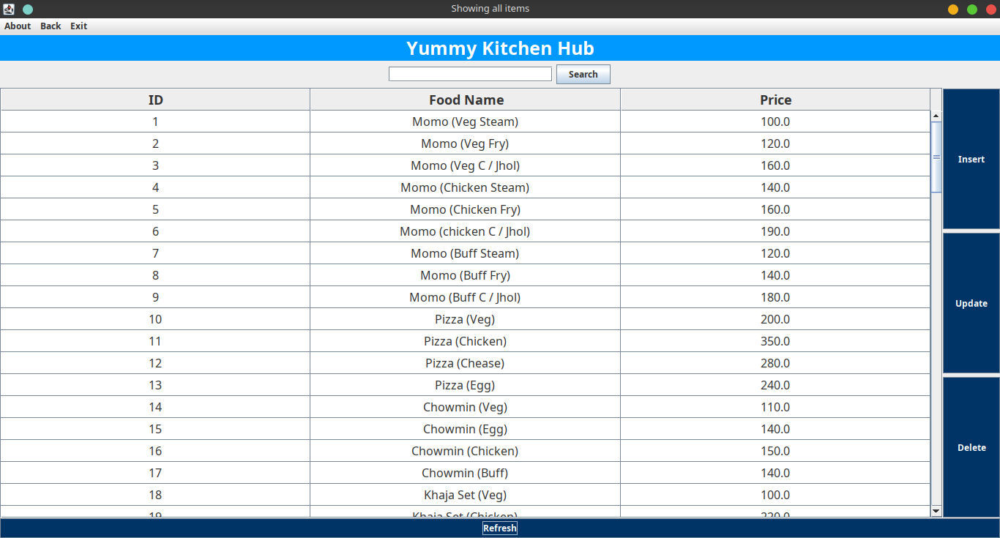 Showing all items
About Back Exit
Yummy Kitchen Hub
Search
ID Food Name Price
1 Momo (Veg Steam) 100.0
2 Momo (Veg Fry) 120.0
3 Momo (Veg C / Jhol) 160.0
4 Momo (Chicken Steam) 140.0
5 Momo (Chicken Fry) 160.0
6 Momo (chicken C / Jhol) 190.0
7 Momo (Buff Steam) 120.0
8 Momo (Buff Fry) 140.0
9 Momo (Buff C / Jhol) 180.0
10 Pizza (Veg) 200.0
11 Pizza (Chicken) 350.0
12 Pizza (Chease) 280.0
13 Pizza (Egg) 240.0
14 Chowmin (Veg) 110.0
15 Chowmin (Egg) 140.0
16 Chowmin (Chicken) 150.0
17 Chowmin (Buff) 140.0
18 Khaja Set (Veg) 100.0
19 Khaja Set (Chicken) 220.0
Insert
Update
Delete
Refresh